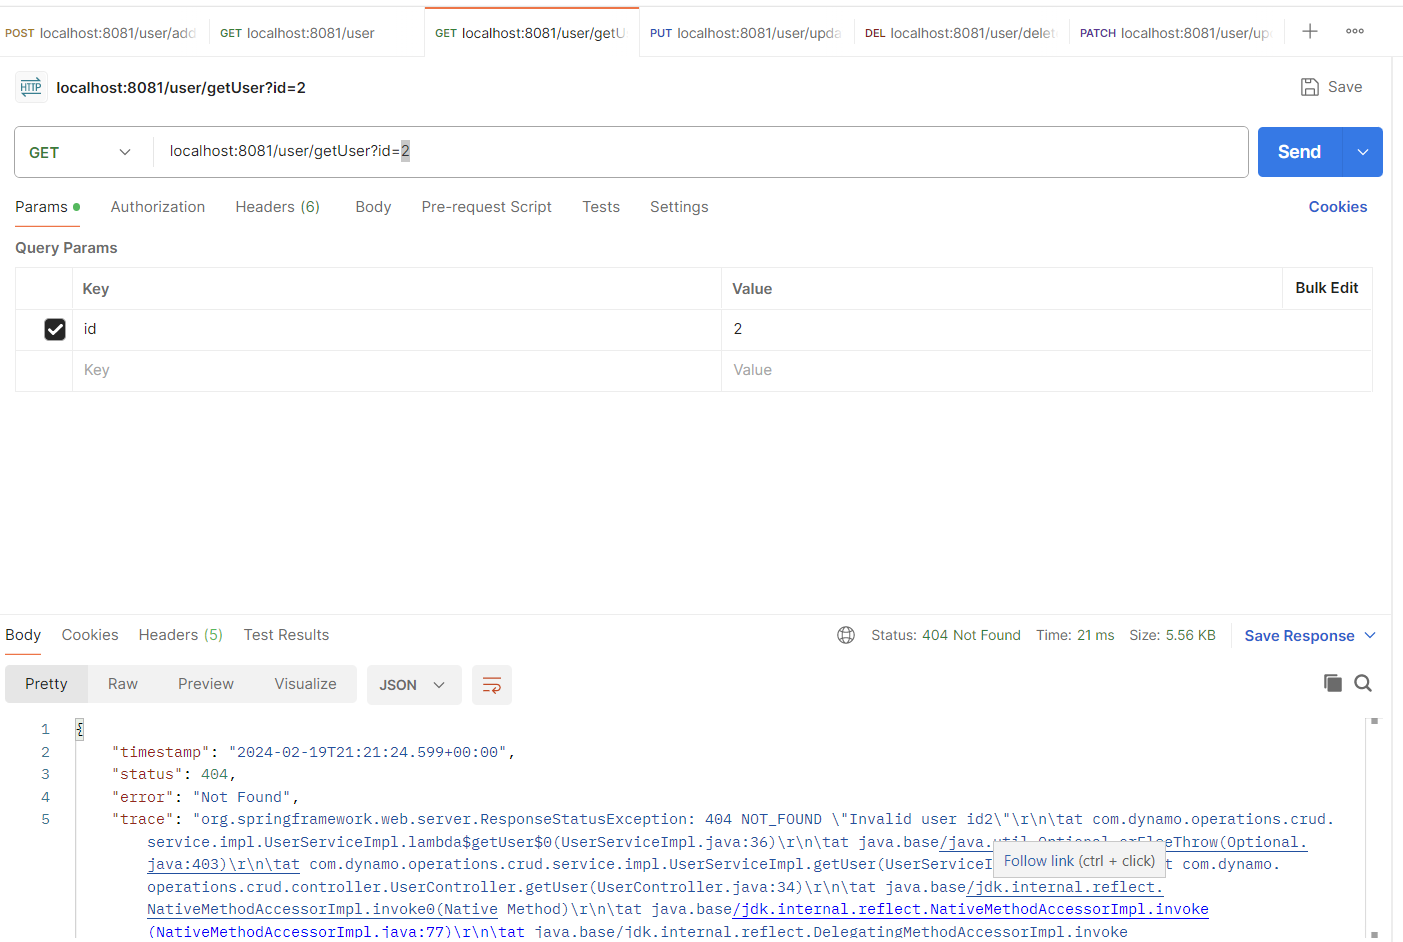 POST localhost:8081/user/add
GET localhost:8081/user
GET localhost:8081/user/getU
PUT localhost:8081/user/upda
DEL localhost:8081/user/delet
PATCH localhost:8081/user/up
HTTP localhost:8081/user/getUser?id=2
Save
GET localhost:8081/user/getUser?id=2
Send
Params Authorization Headers (6) Body Pre-request Script Tests Settings Cookies
Query Params
Key Value Bulk Edit
id 2
Key Value
Body Cookies Headers (5) Test Results Status: 404 Not Found Time: 21 ms Size: 5.56 KB Save Response
Pretty Raw Preview Visualize JSON
1 {
2 "timestamp": "2024-02-19T21:21:24.599+00:00",
3 "status": 404,
4 "error": "Not Found",
5 "trace": "org.springframework.web.server.ResponseStatusException: 404 NOT_FOUND \"Invalid user id2\"\r\n\tat com.dynamo.operations.crud.
service.impl.UserServiceImpl.lambda$getUser$0(UserServiceImpl.java:36)\r\n\tat java.base/java.util.Optional.orElseThrow(Optional.
java:403)\r\n\tat com.dynamo.operations.crud.service.impl.UserServiceImpl.getUser(UserServiceI
Follow link (ctrl + click)
t com.dynamo.
operations.crud.controller.UserController.getUser(UserController.java:34)\r\n\tat java.base/jdk.internal.reflect.
NativeMethodAccessorImpl.invoke0(Native Method)\r\n\tat java.base/jdk.internal.reflect.NativeMethodAccessorImpl.invoke
(NativeMethodAccessorImpl.java:77)\r\n\tat java.base/jdk.internal.reflect.DelegatingMethodAccessorImpl.invoke